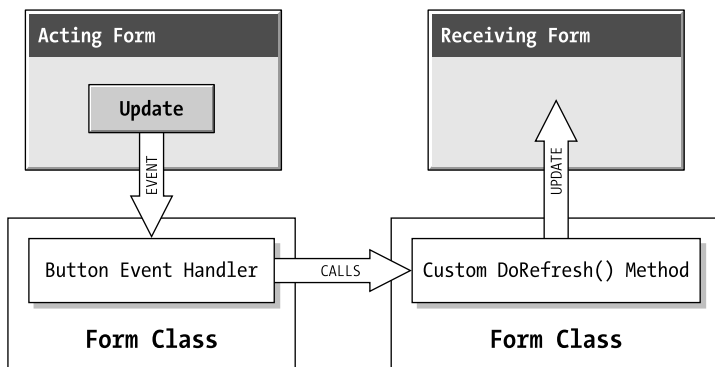 Acting Form
Receiving Form
Update
EVENT
UPDATE
Button Event Handler
CALLS
Custom DoRefresh() Method
Form Class
Form Class